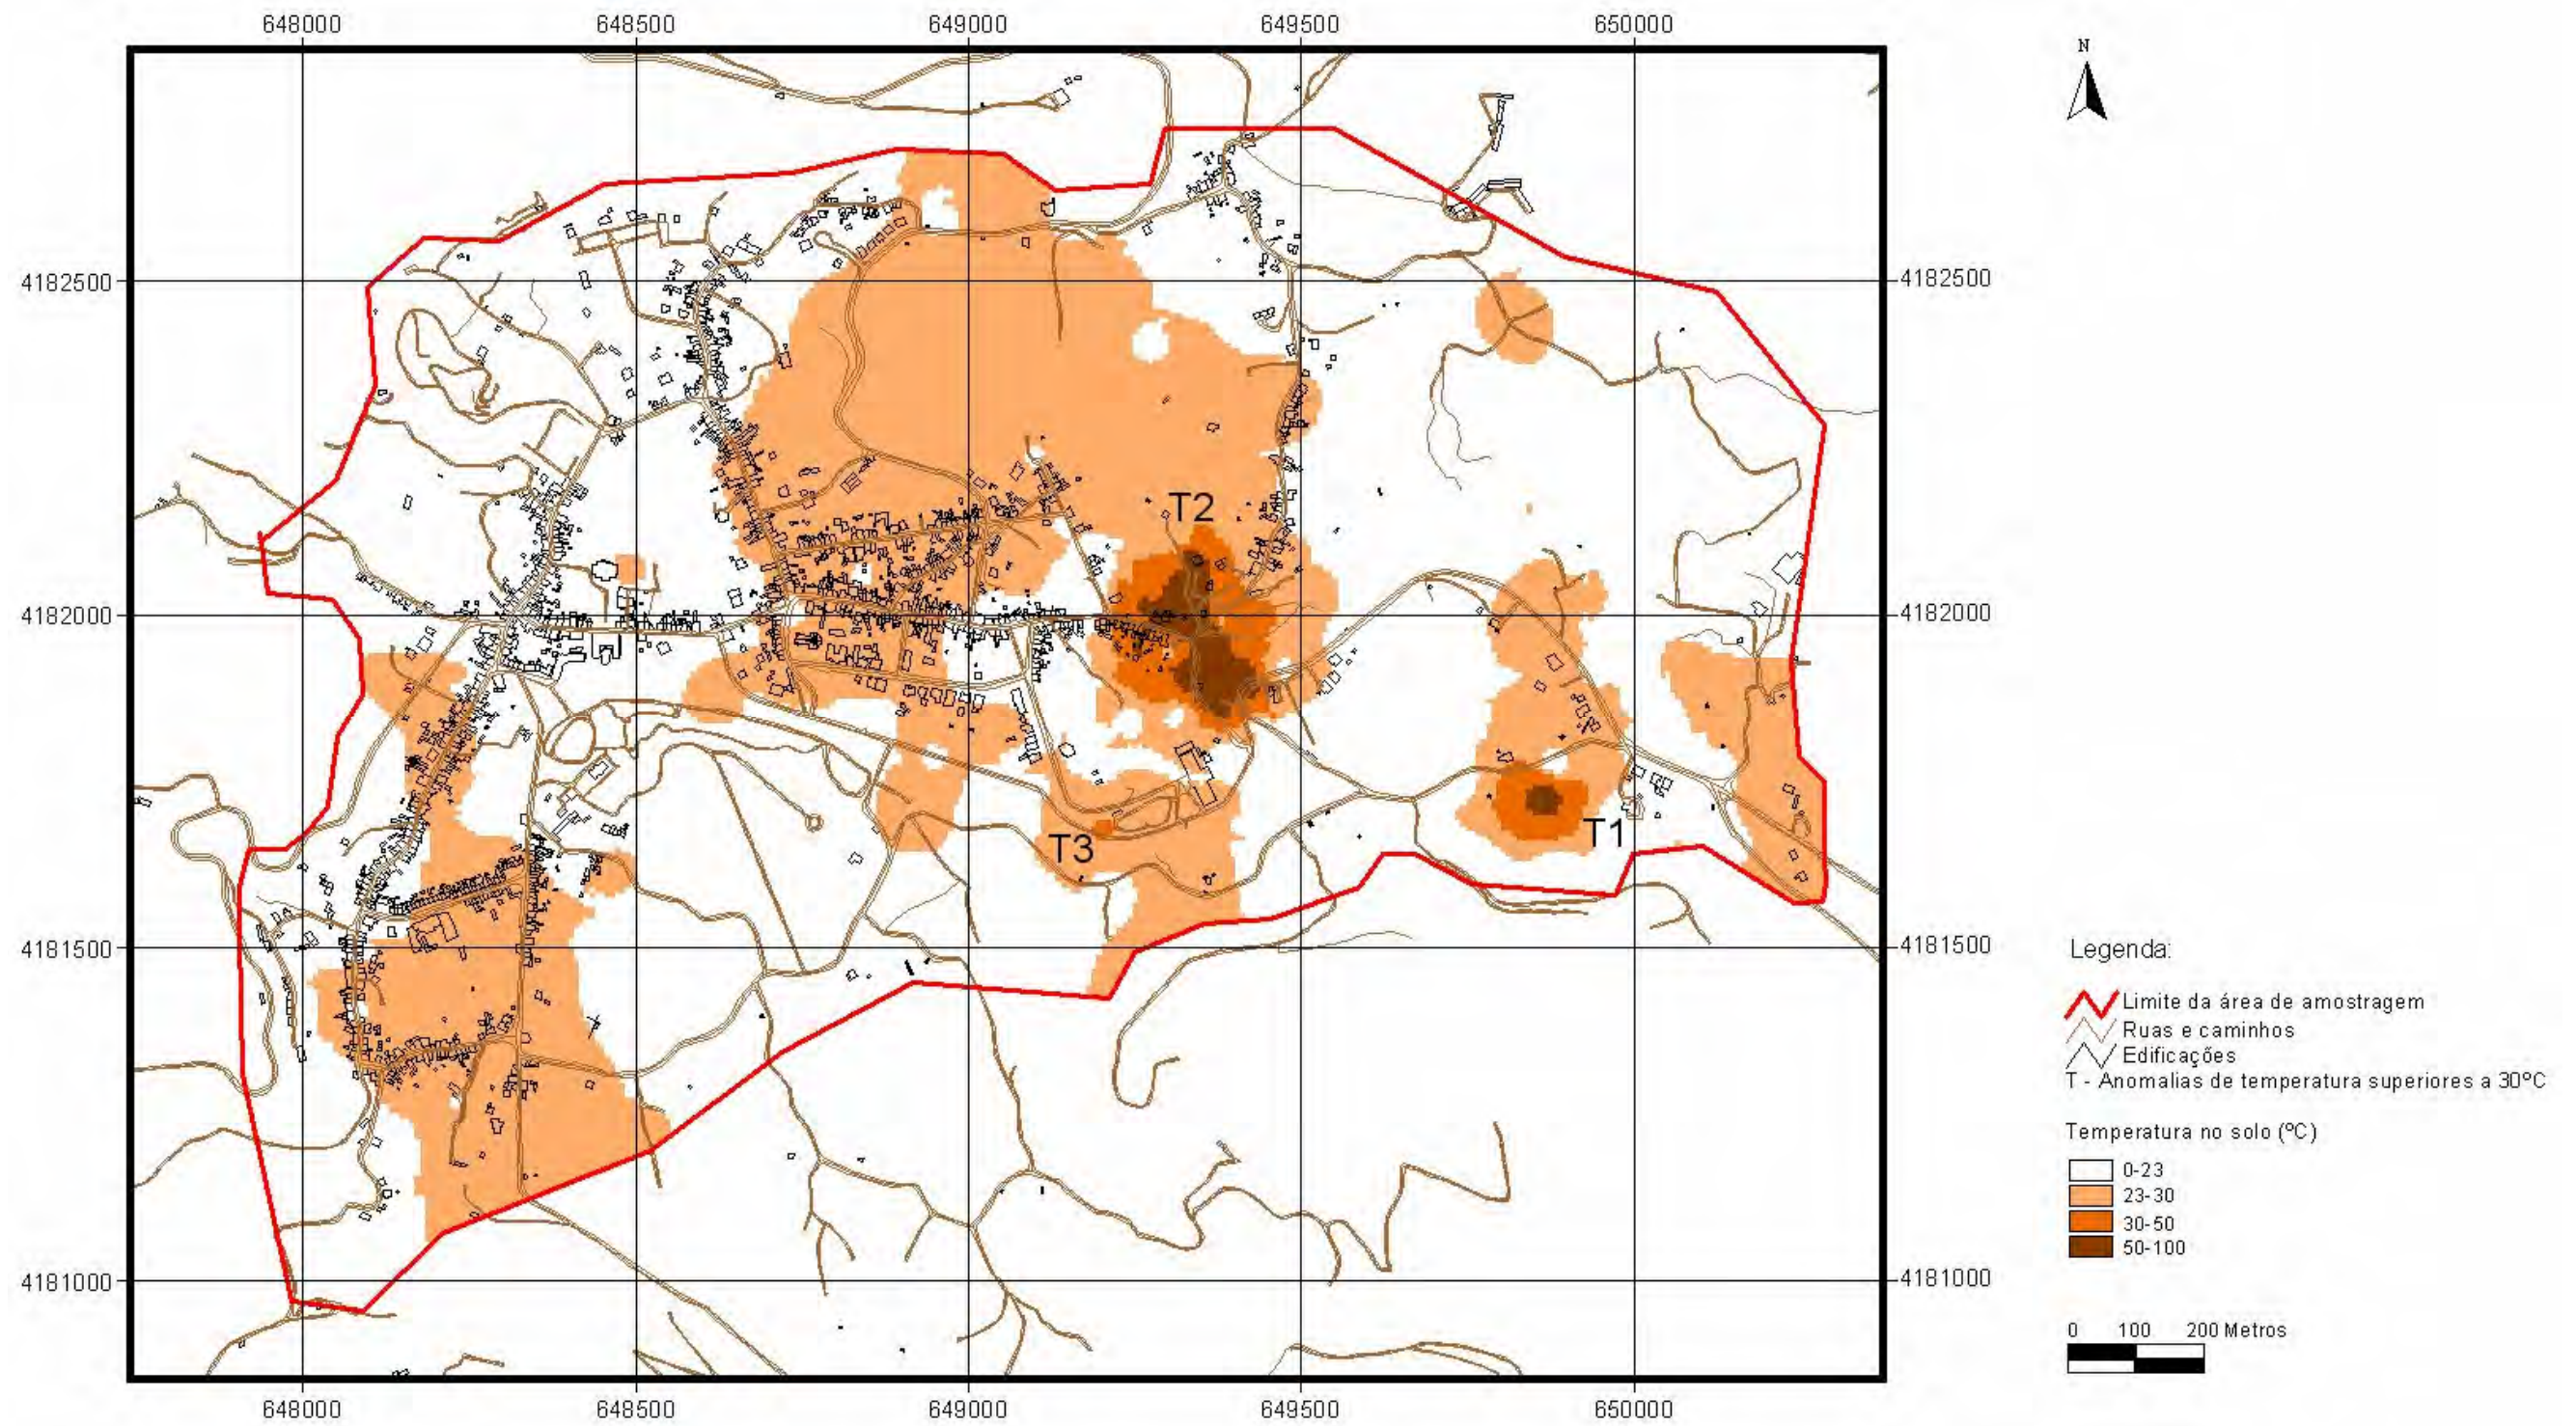 648000 648500 649000 649500 650000
N
4182500 4182500
T2
4182000 4182000
T1
T3
4181500 4181500
Legenda:
Limite da área de amostragem
Ruas e caminhos
Edificações
T - Anomalias de temperatura superiores a 30ºC
Temperatura no solo (ºC)
0-23
23-30
30-50
50-100
4181000 4181000
0 100 200 Metros
648000 648500 649000 649500 650000